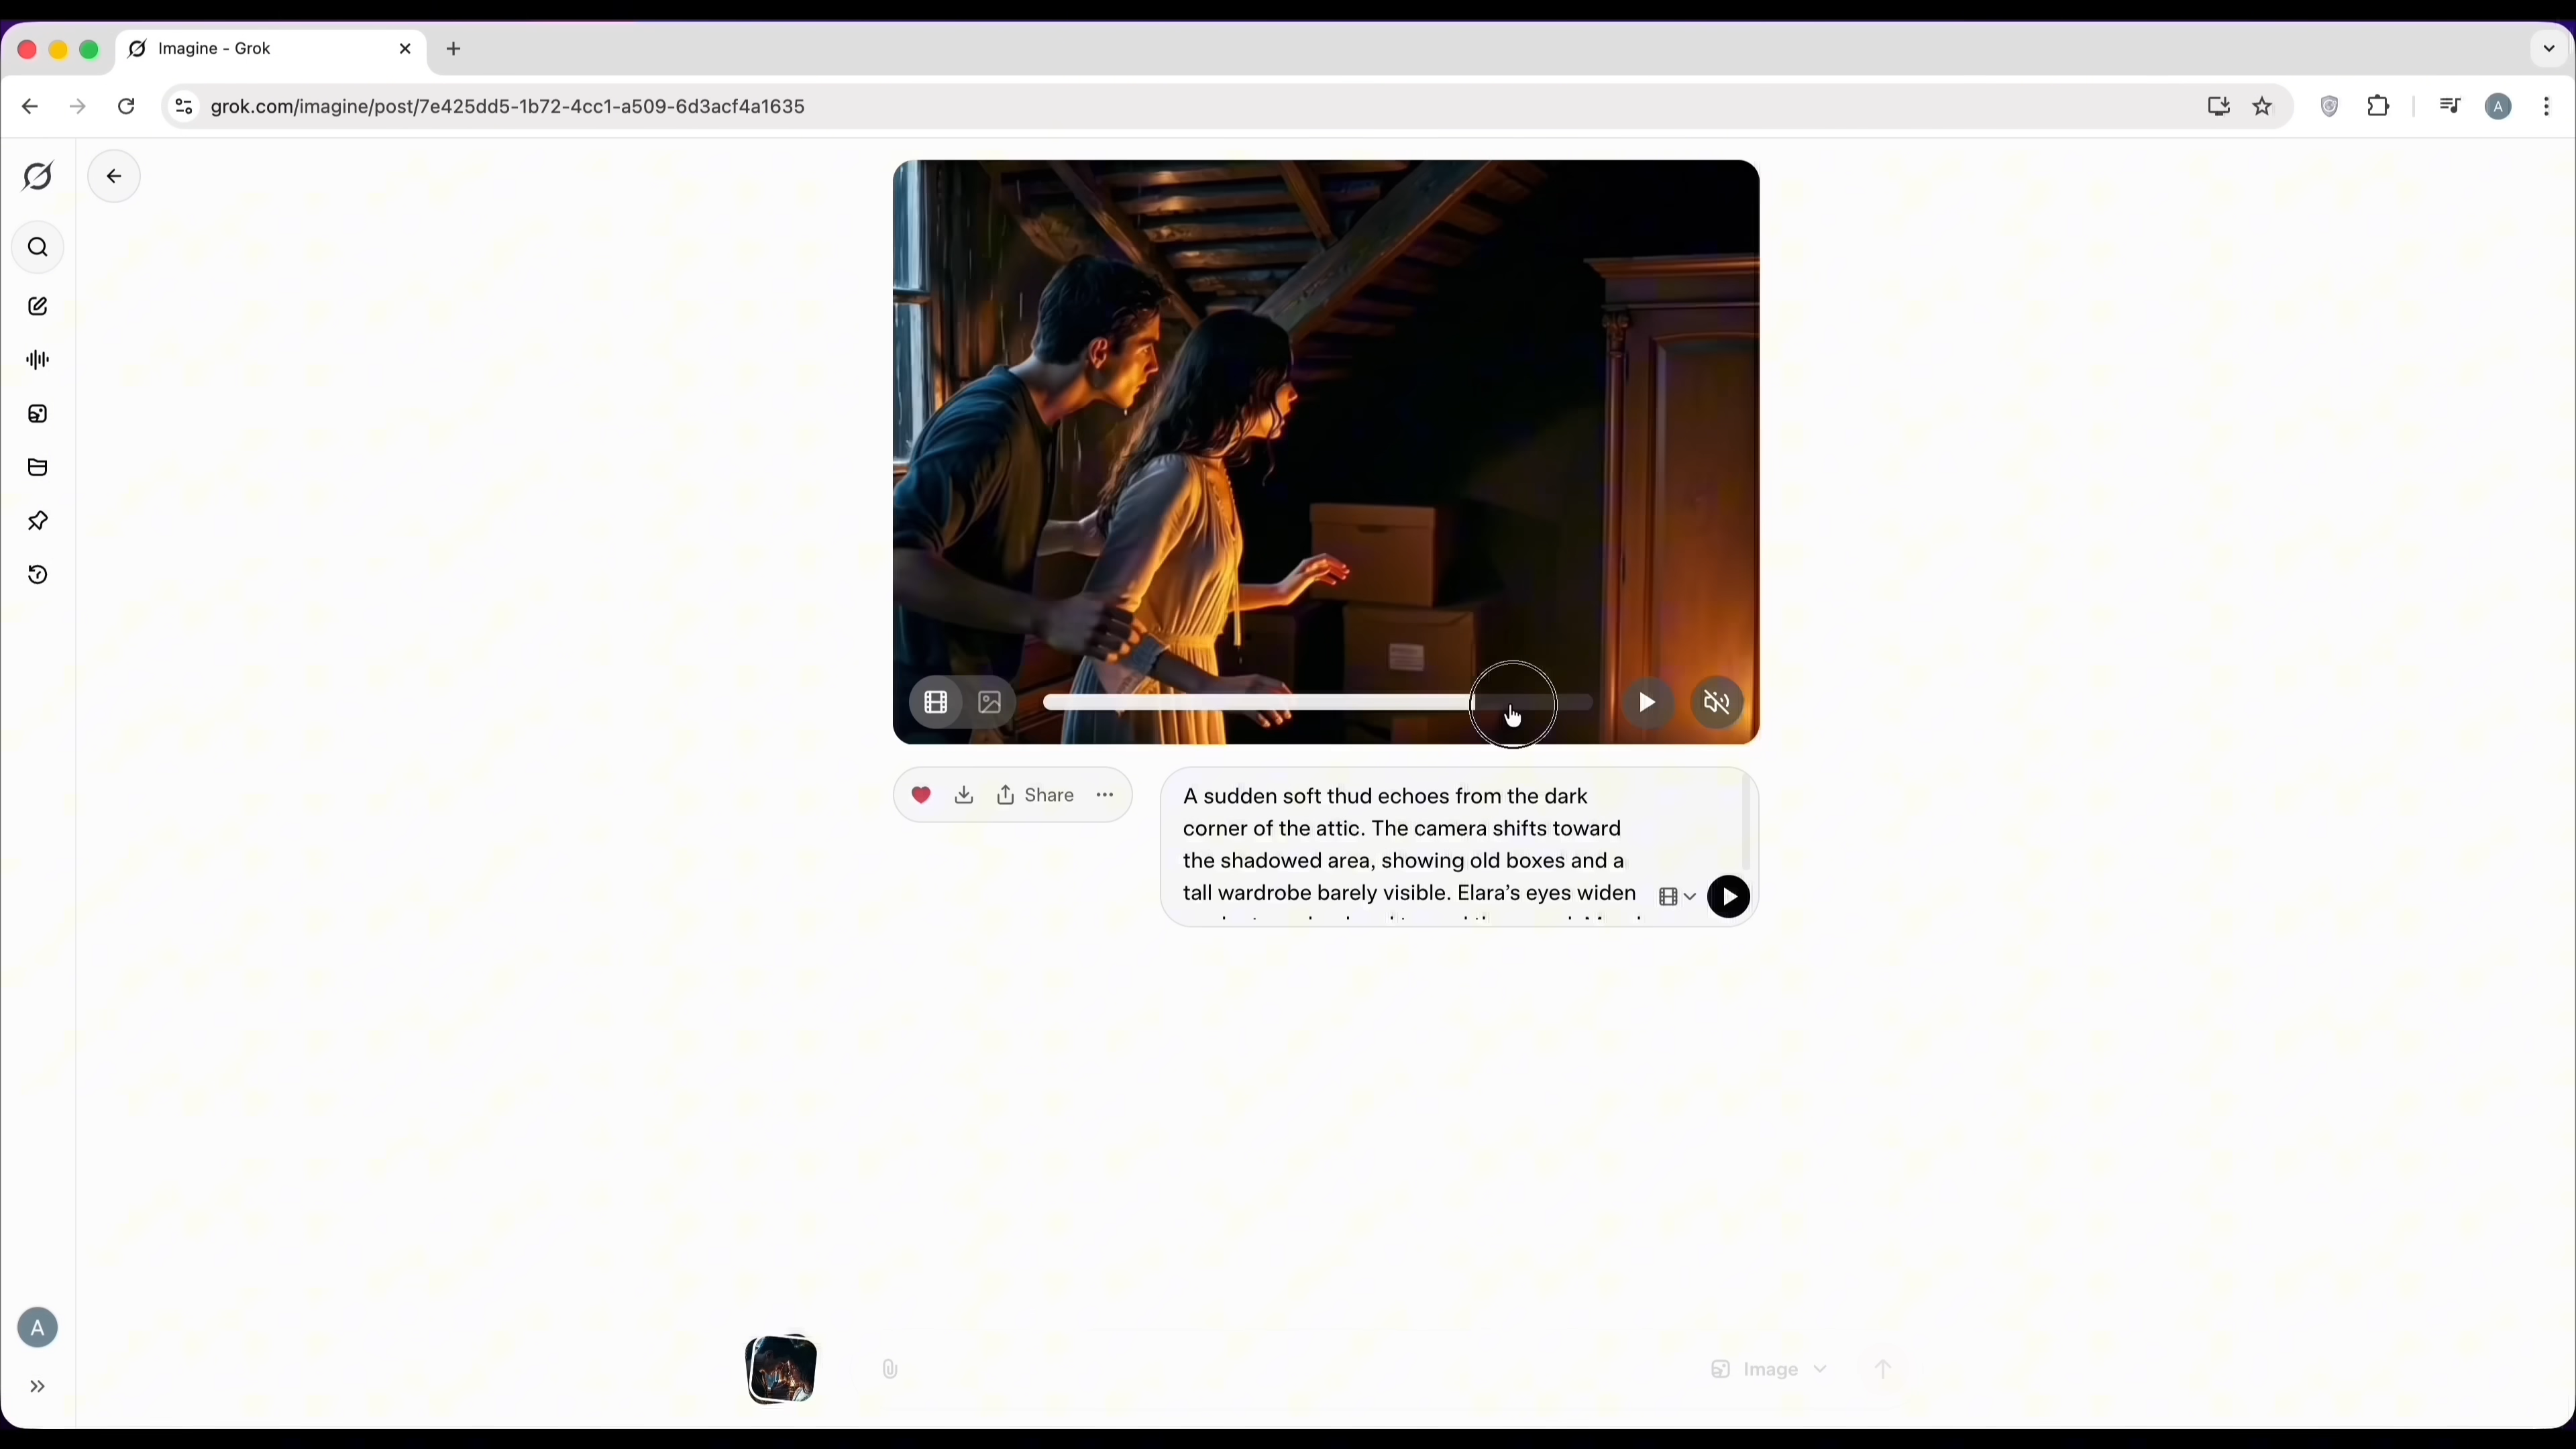 Imagine - Grok
grok.com/imagine/post/7e425dd5-1b72-4cc1-a509-6d3acf4a1635
A
Share
A sudden soft thud echoes from the dark
corner of the attic. The camera shifts toward
the shadowed area, showing old boxes and a
tall wardrobe barely visible. Elara’s eyes widen
A
Image